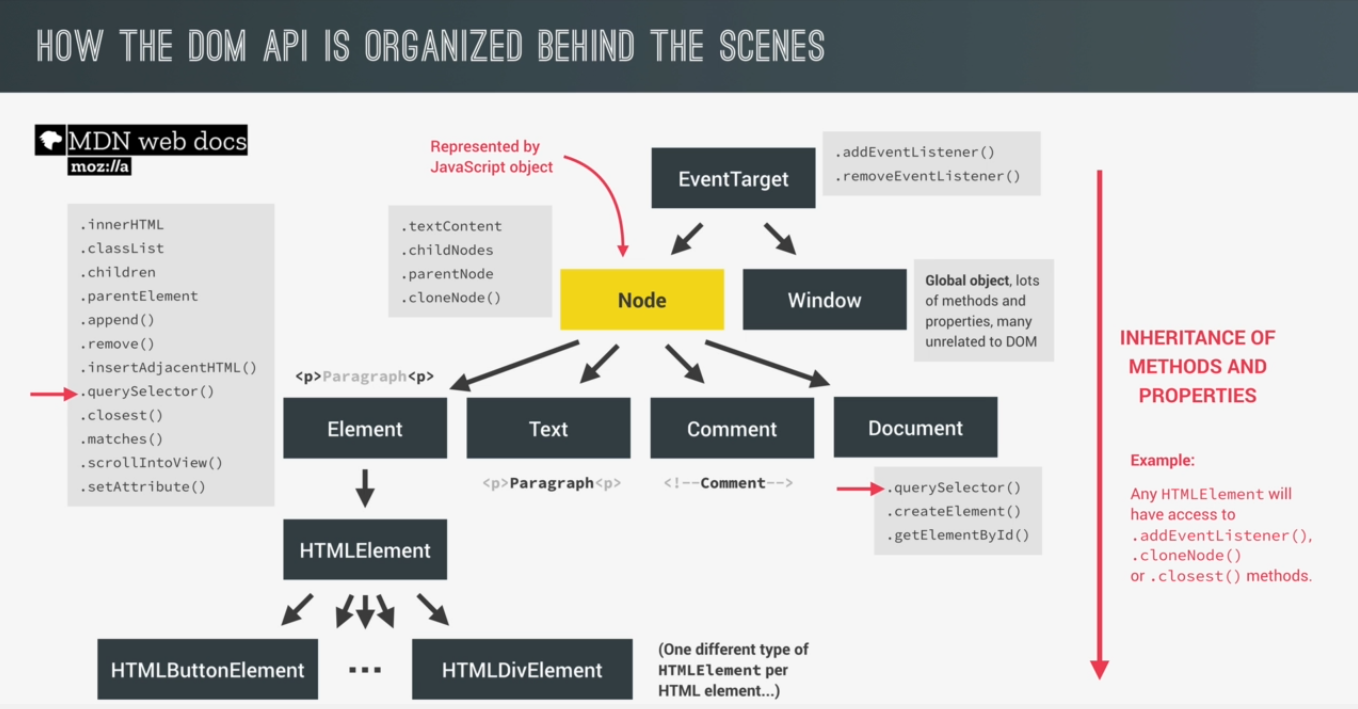 HOW THE DOM API IS ORGANIZED BEHIND THE SCENES
MDN web docs
moz://a
Represented by
JavaScript object
EventTarget
.addEventListener()
.removeEventListener()
.innerHTML
.classList
.children
.parentElement
.append()
.remove()
.insertAdjacentHTML()
.querySelector()
.closest()
.matches()
.scrollIntoView()
.setAttribute()
.textContent
.childNodes
.parentNode
.cloneNode()
Node
Window
Global object, lots
of methods and
properties, many
unrelated to DOM
<p>Paragraph<p>
Element
Text
Comment
Document
<p>Paragraph<p>
<!--Comment-->
.querySelector()
.createElement()
.getElementById()
HTMLElement
HTMLButtonElement
...
HTMLDivElement
(One different type of
HTMLElement per
HTML element...)
INHERITANCE OF
METHODS AND
PROPERTIES
Example:
Any HTMLElement will
have access to
.addEventListener(),
.cloneNode()
or .closest() methods.